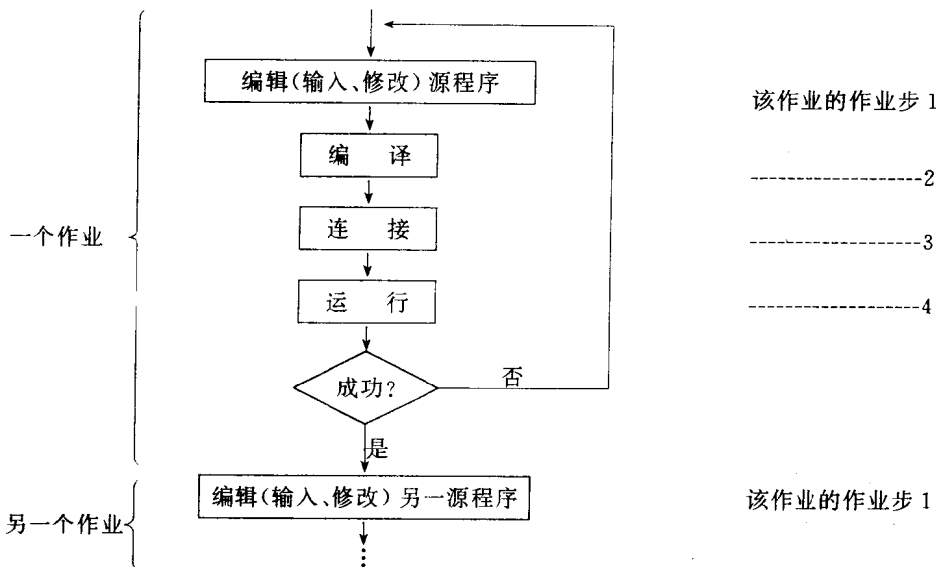 编辑(输入、修改)源程序
该作业的作业步 1
编 译
-----------------2
一个作业
连 接
-----------------3
运 行
-----------------4
成功?
否
是
编辑(输入、修改)另一源程序
该作业的作业步 1
另一个作业
⋮